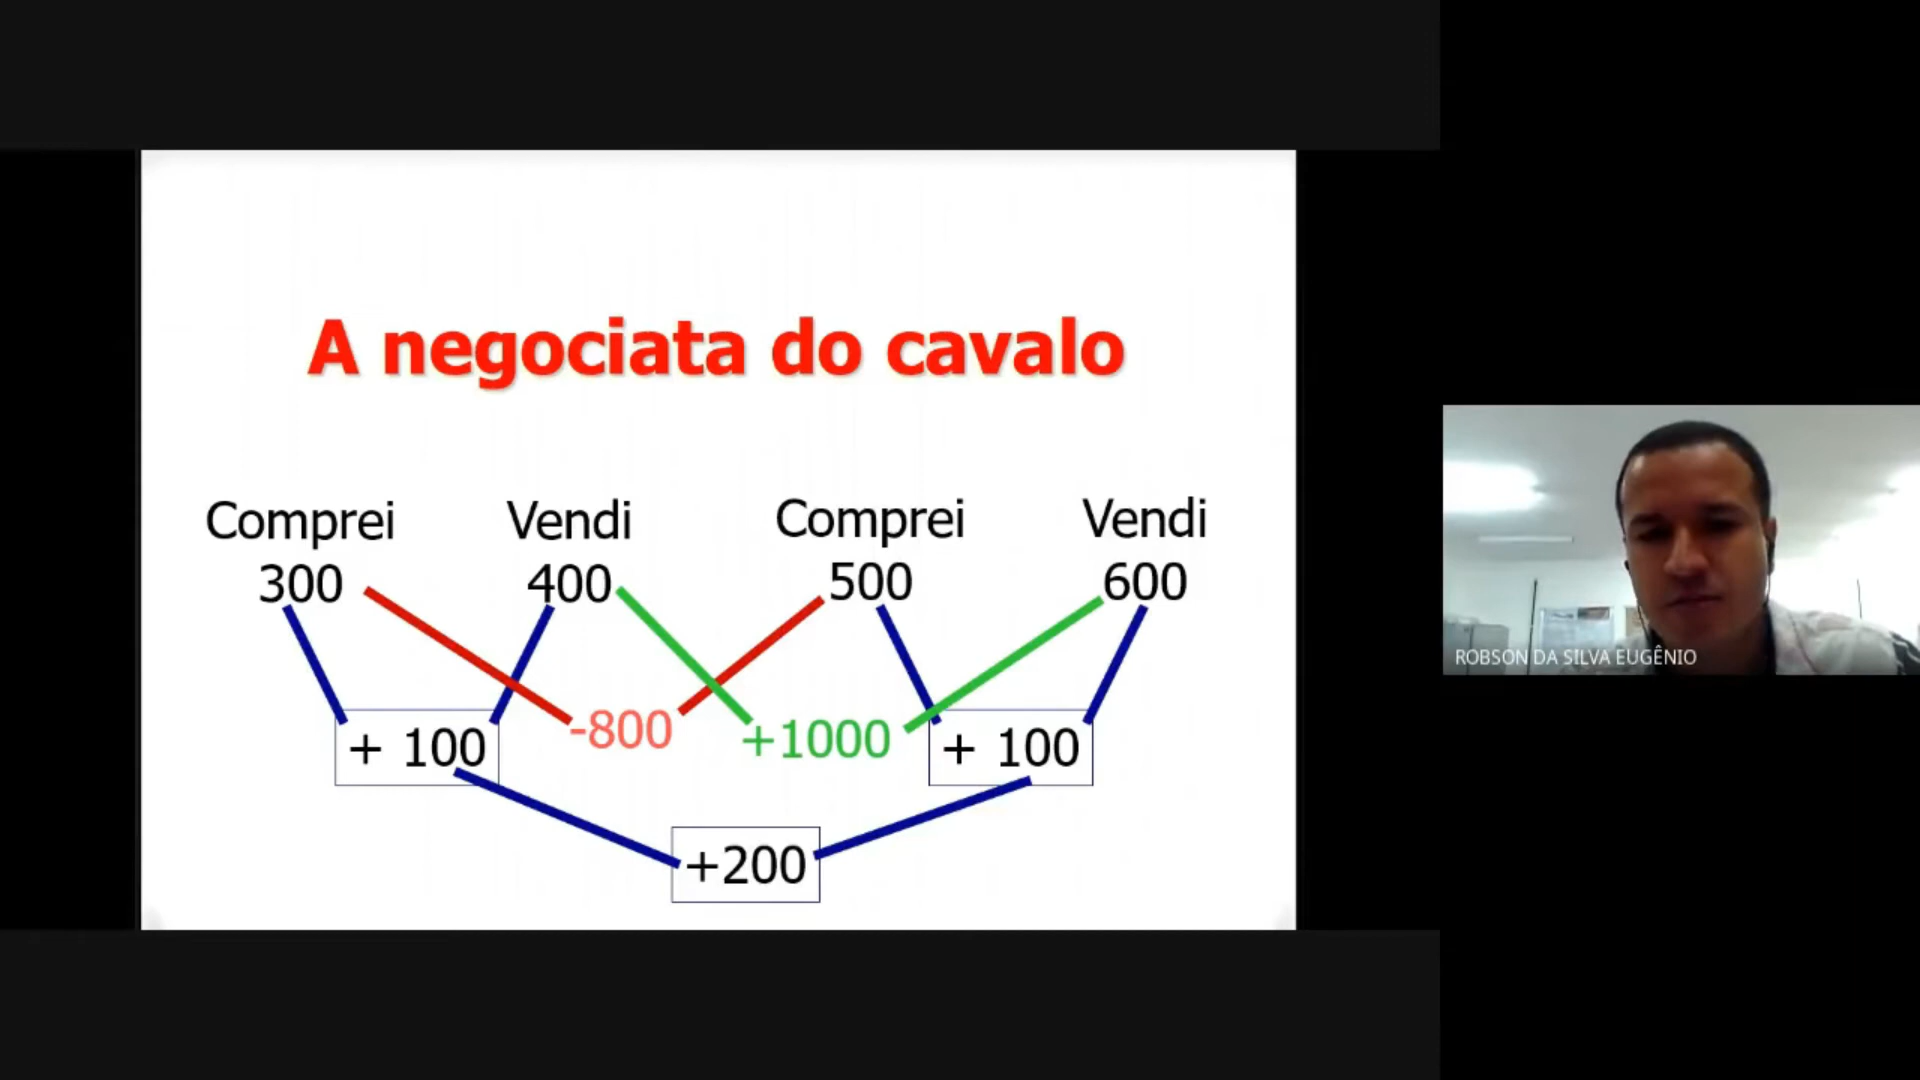 A negociata do cavalo
Comprei Vendi Comprei Vendi
300 400 500 600
-800 +1000
+ 100 + 100
+200
ROBSON DA SILVA EUGÊNIO